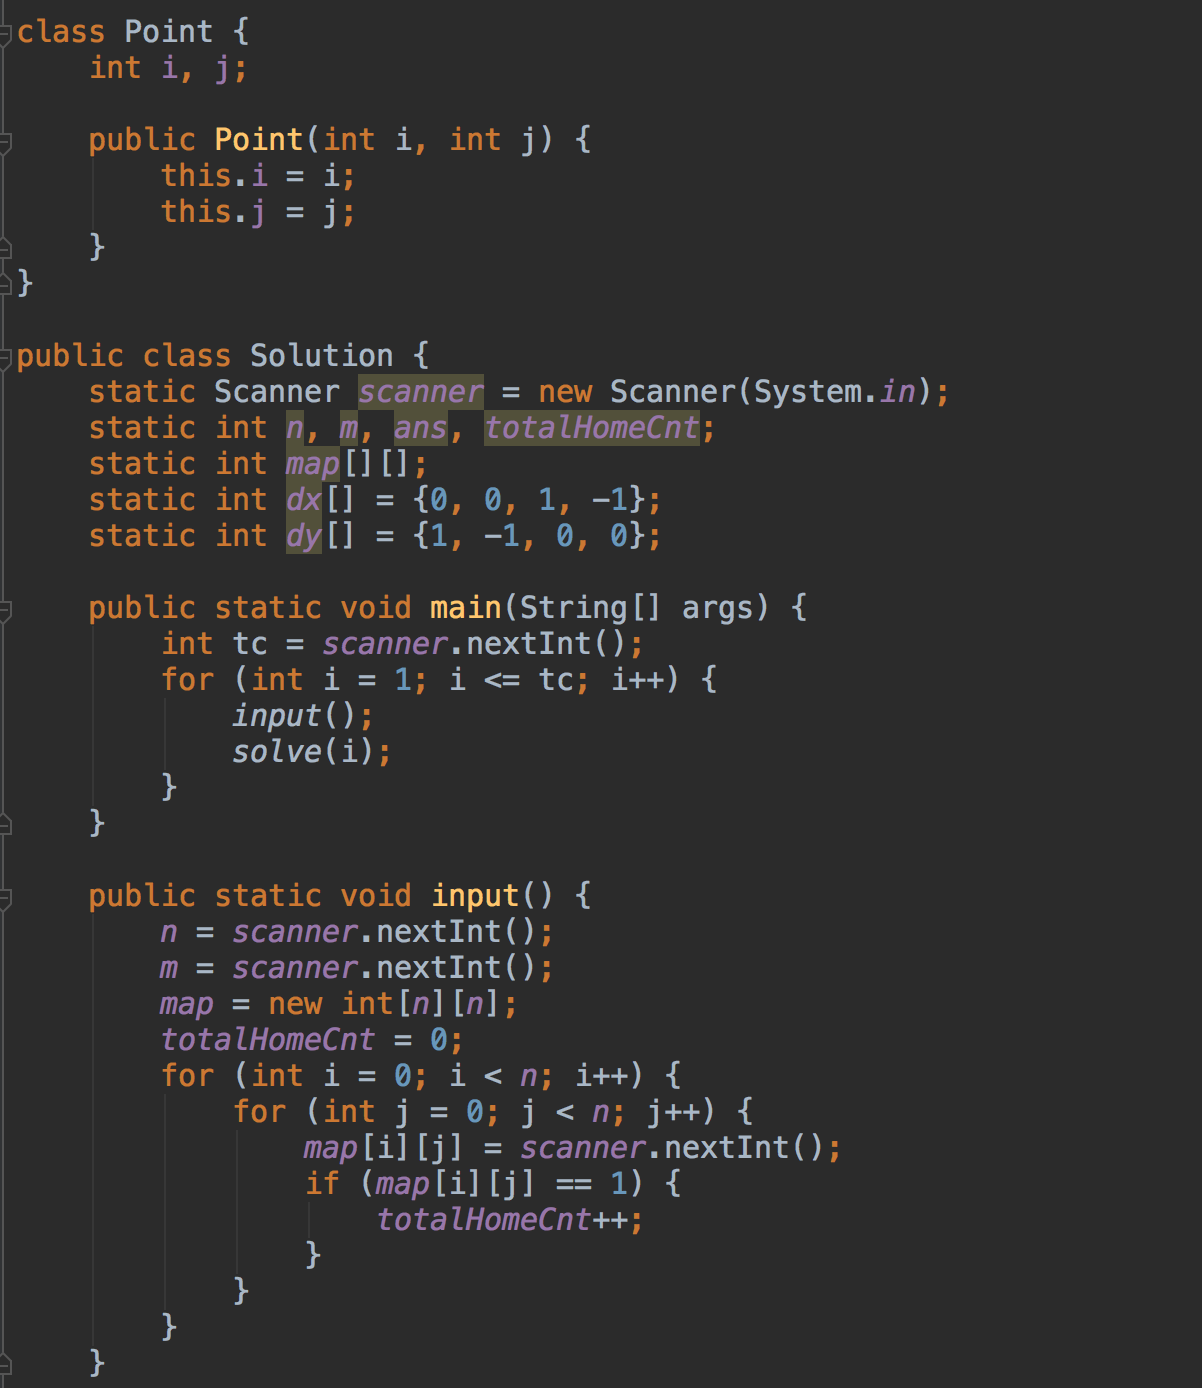 class Point {
    int i, j;

    public Point(int i, int j) {
        this.i = i;
        this.j = j;
    }
}

public class Solution {
    static Scanner scanner = new Scanner(System.in);
    static int n, m, ans, totalHomeCnt;
    static int map[][];
    static int dx[] = {0, 0, 1, -1};
    static int dy[] = {1, -1, 0, 0};

    public static void main(String[] args) {
        int tc = scanner.nextInt();
        for (int i = 1; i <= tc; i++) {
            input();
            solve(i);
        }
    }

    public static void input() {
        n = scanner.nextInt();
        m = scanner.nextInt();
        map = new int[n][n];
        totalHomeCnt = 0;
        for (int i = 0; i < n; i++) {
            for (int j = 0; j < n; j++) {
                map[i][j] = scanner.nextInt();
                if (map[i][j] == 1) {
                    totalHomeCnt++;
                }
            }
        }
    }